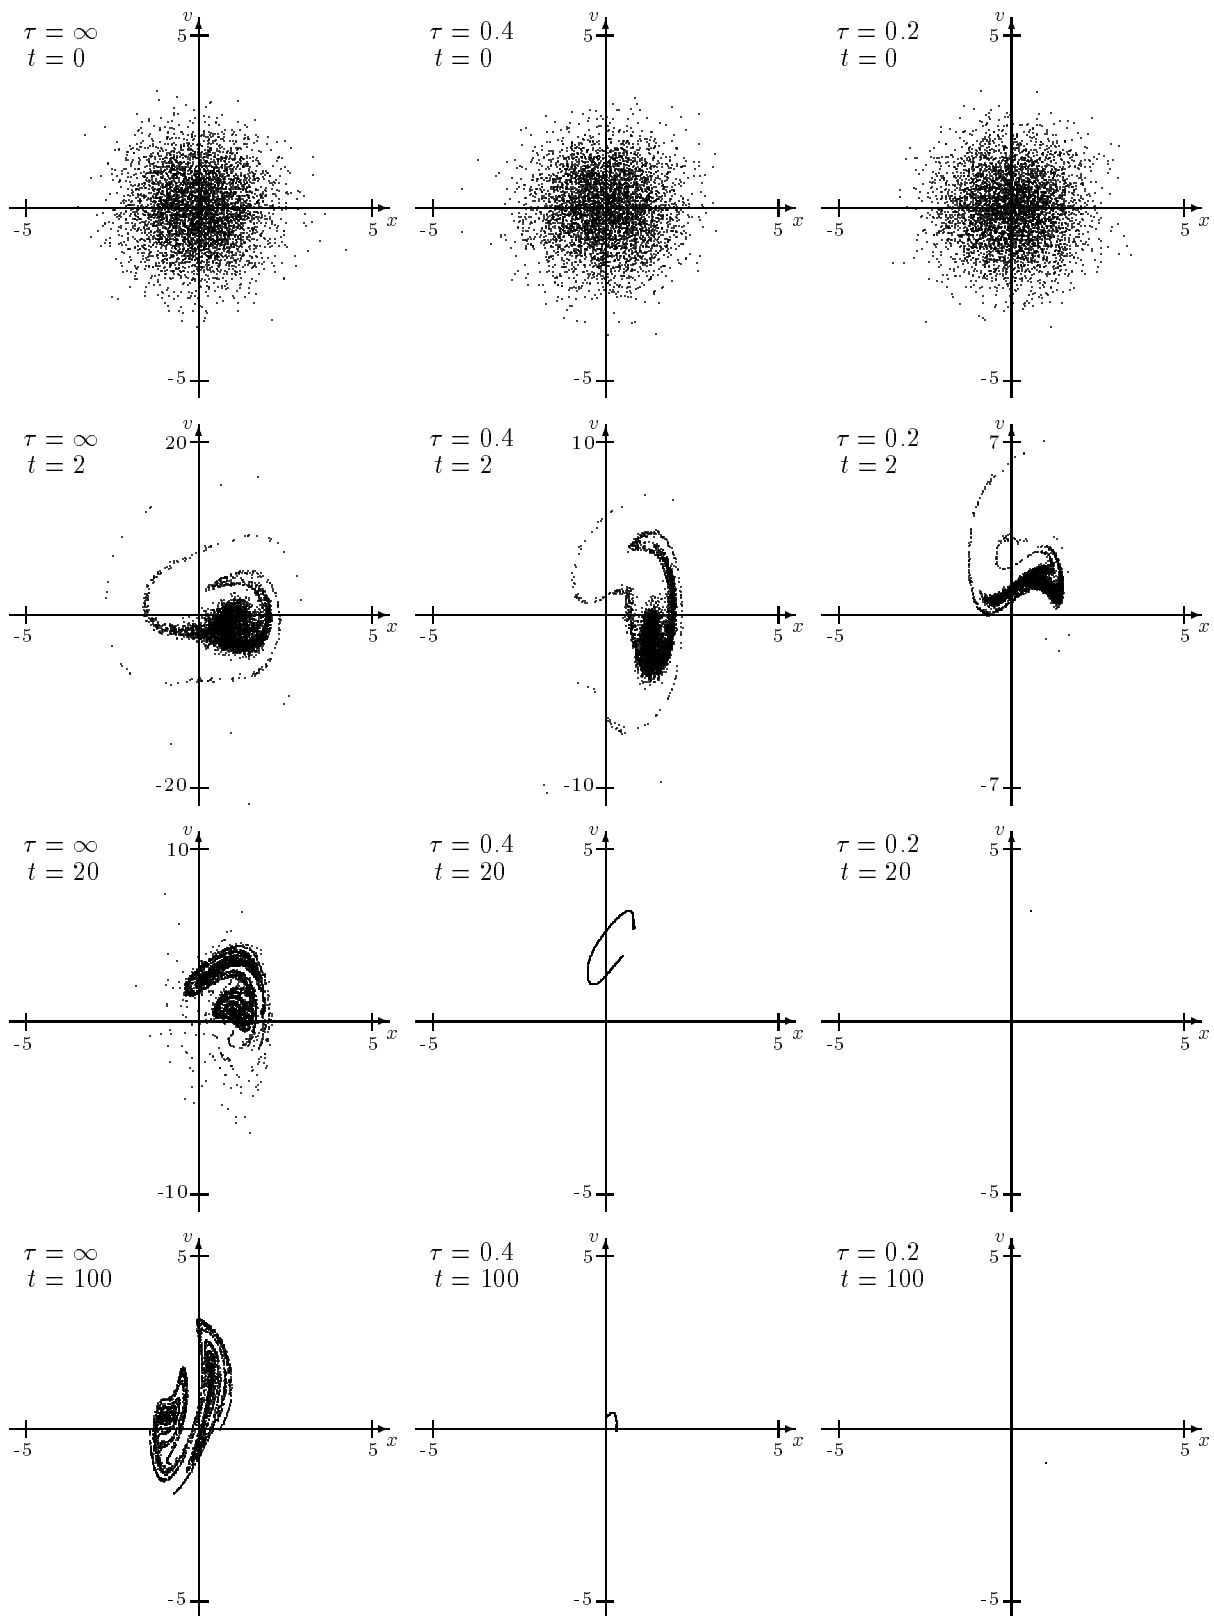 τ = ∞
t = 0
v
5
-5
5
x
-5
τ = 0.4
t = 0
v
5
-5
5
x
-5
τ = 0.2
t = 0
v
5
-5
5
x
-5
τ = ∞
t = 2
v
20
-5
5
x
-20
τ = 0.4
t = 2
v
10
-5
5
x
-10
τ = 0.2
t = 2
v
7
-5
5
x
-7
τ = ∞
t = 20
v
10
-5
5
x
-10
τ = 0.4
t = 20
v
5
-5
5
x
-5
τ = 0.2
t = 20
v
5
-5
5
x
-5
τ = ∞
t = 100
v
5
-5
5
x
-5
τ = 0.4
t = 100
v
5
-5
5
x
-5
τ = 0.2
t = 100
v
5
-5
5
x
-5